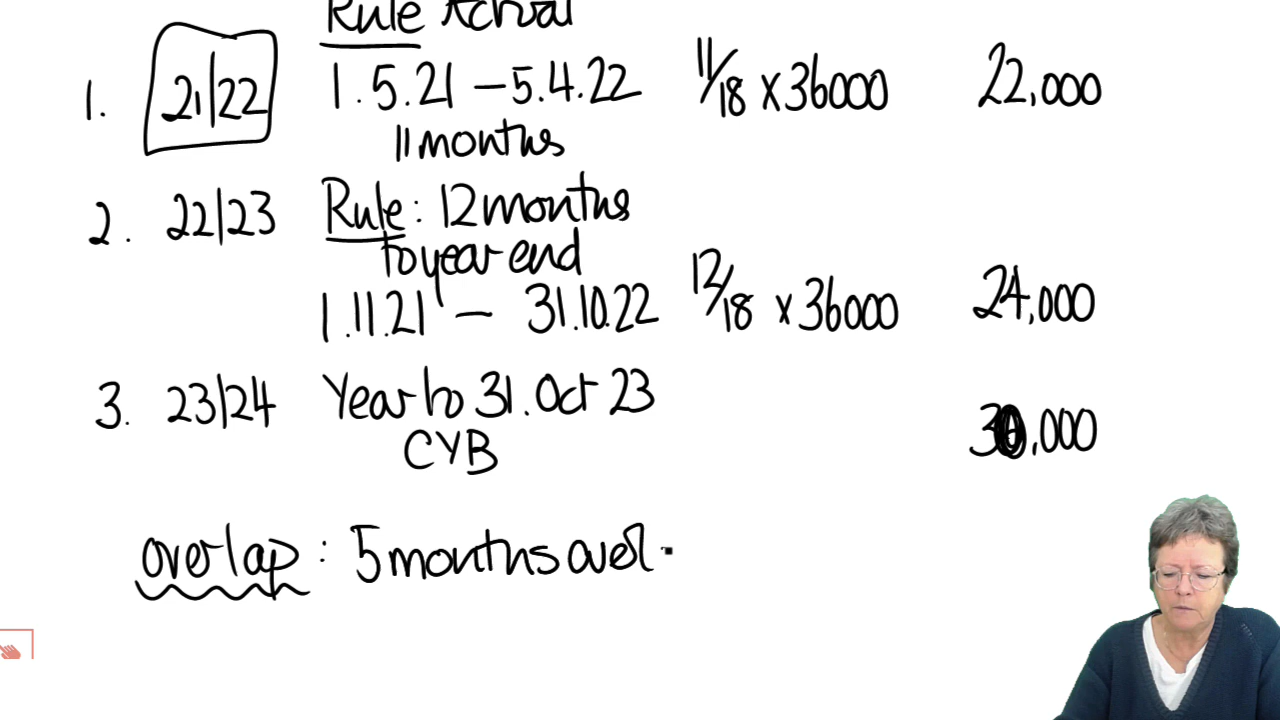 Rule Actual
1. 21|22 1.5.21 – 5.4.22 11/18 x 36000 22,000
11 months
2. 22|23 Rule: 12 months
to year end
1.11.21 – 31.10.22 12/18 x 36000 24,000
3. 23|24 Year to 31. Oct 23
CYB
,000
overlap: 5 months overl